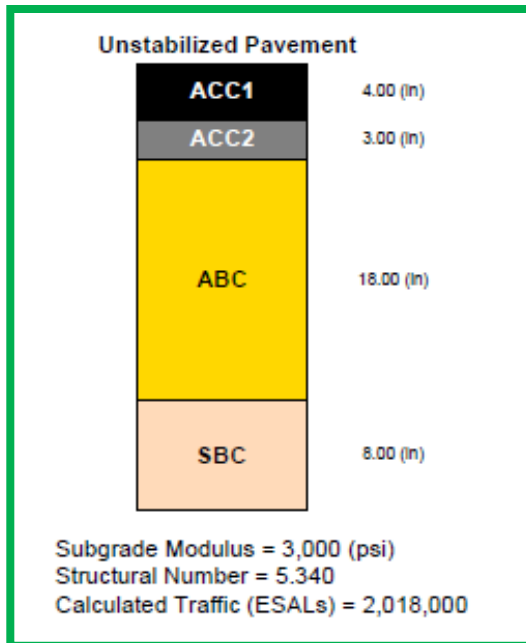 Unstabilized Pavement
ACC1 4.00 (in)
ACC2 3.00 (in)
ABC 18.00 (in)
SBC 8.00 (in)
Subgrade Modulus = 3,000 (psi)
Structural Number = 5.340
Calculated Traffic (ESALs) = 2,018,000